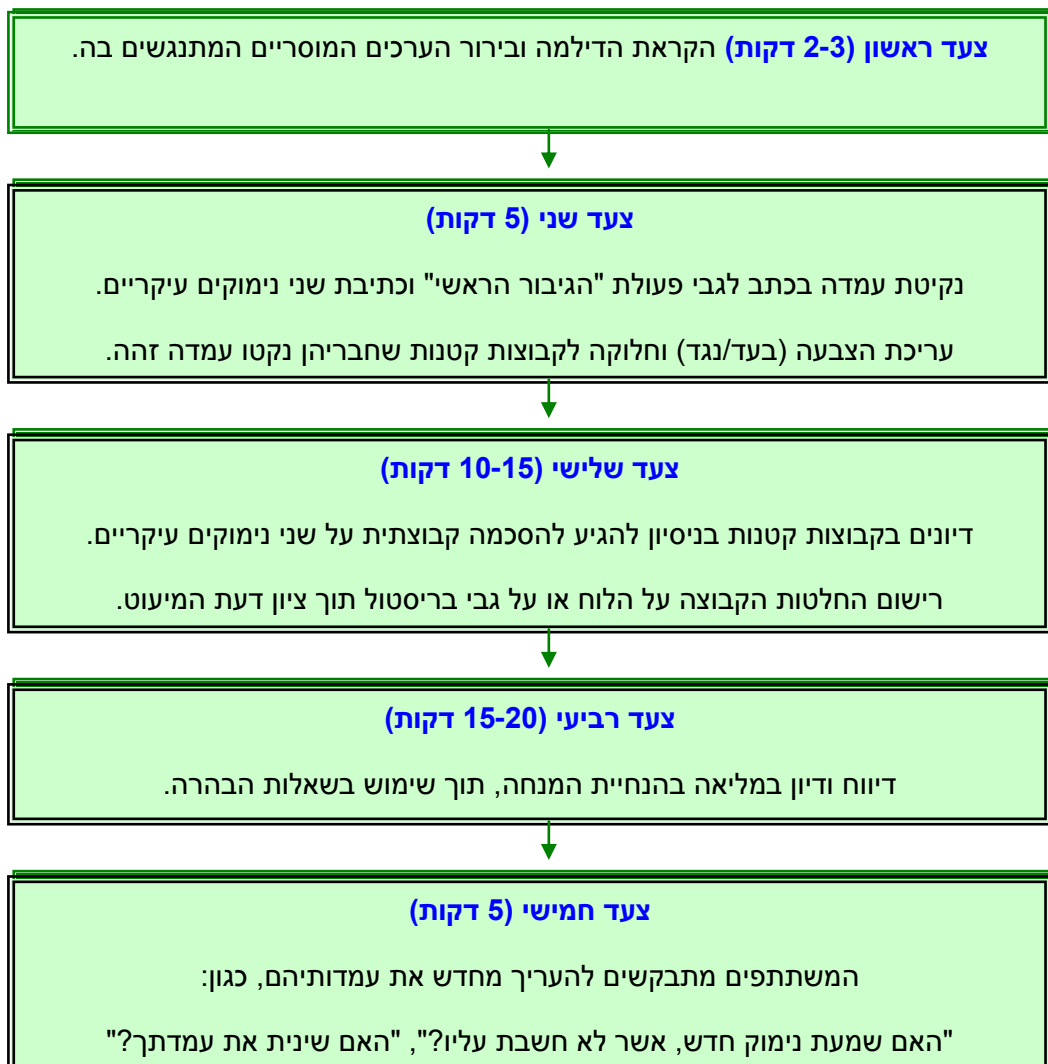 צעד ראשון (2-3 דקות) הקראת הדילמה ובירור הערכים המוסריים המתנגשים בה.
צעד שני (5 דקות)
נקיטת עמדה בכתב לגבי פעולת "הגיבור הראשי" וכתיבת שני נימוקים עיקריים.
עריכת הצבעה (בעד/נגד) וחלוקה לקבוצות קטנות שחבריהן נקטו עמדה זהה.
צעד שלישי (10-15 דקות)
דיונים בקבוצות קטנות בניסיון להגיע להסכמה קבוצתית על שני נימוקים עיקריים.
רישום החלטות הקבוצה על הלוח או על גבי בריסטול תוך ציון דעת המיעוט.
צעד רביעי (15-20 דקות)
דיווח ודיון במליאה בהנחיית המנחה, תוך שימוש בשאלות הבהרה.
צעד חמישי (5 דקות)
המשתתפים מתבקשים להעריך מחדש את עמדותיהם, כגון:
"האם שמעת נימוק חדש, אשר לא חשבת עליו?", "האם שינית את עמדתך?"